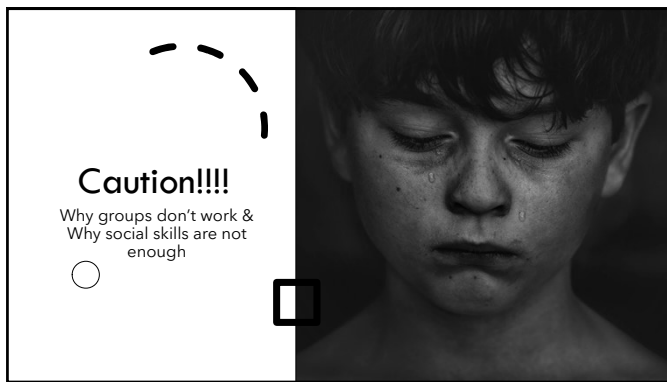 Caution!!!!
Why groups don’t work &
Why social skills are not
enough